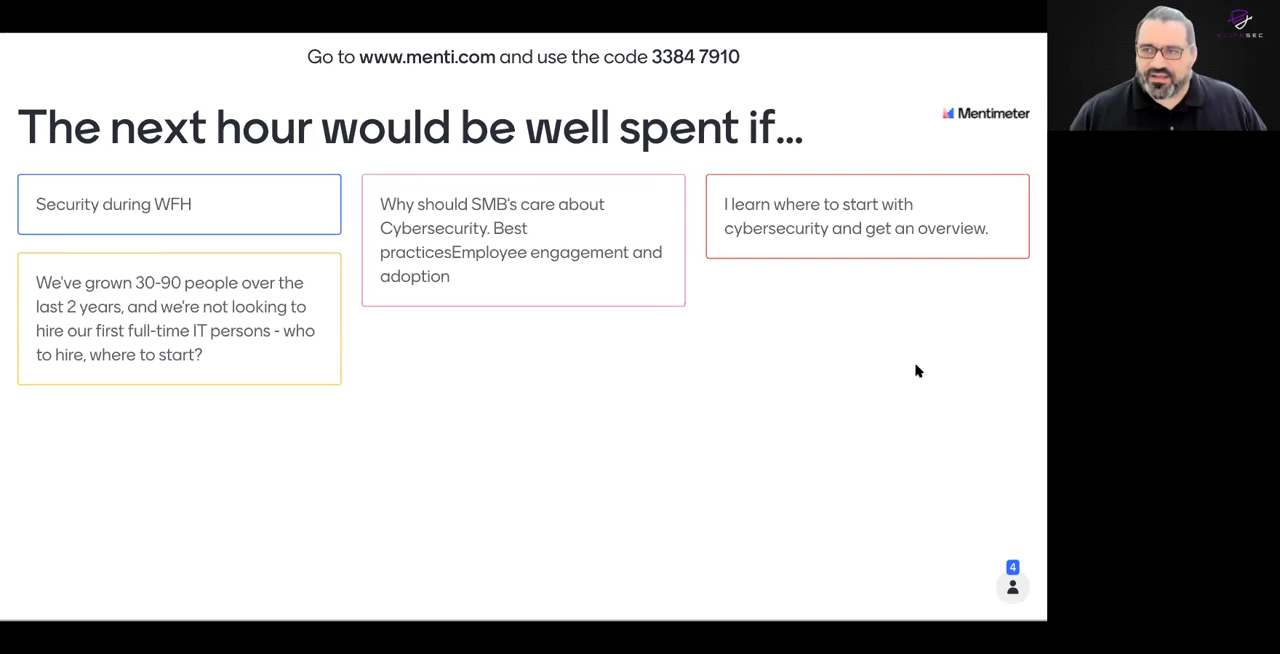 Go to www.menti.com and use the code 3384 7910
The next hour would be well spent if...
Mentimeter
Security during WFH
Why should SMB's care about
Cybersecurity. Best
practicesEmployee engagement and
adoption
I learn where to start with
cybersecurity and get an overview.
We've grown 30-90 people over the
last 2 years, and we're not looking to
hire our first full-time IT persons - who
to hire, where to start?
4
ELITESEC